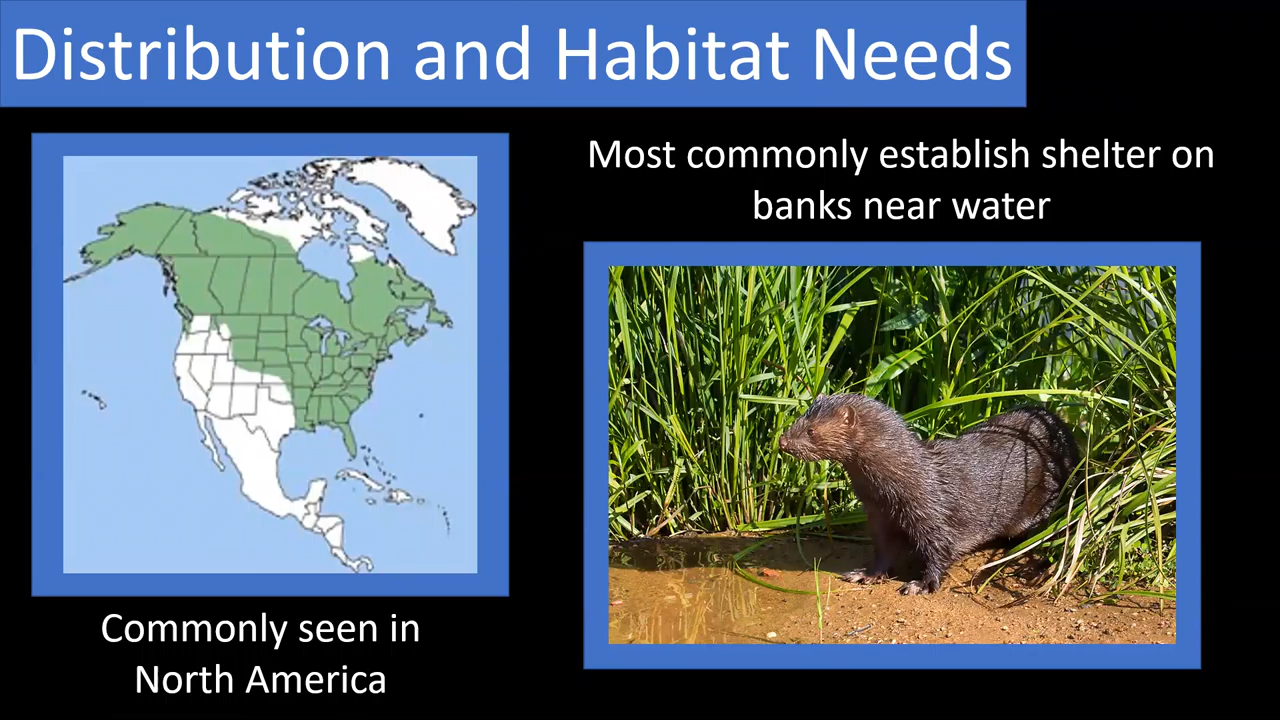 Distribution and Habitat Needs
Most commonly establish shelter on
banks near water
Commonly seen in
North America